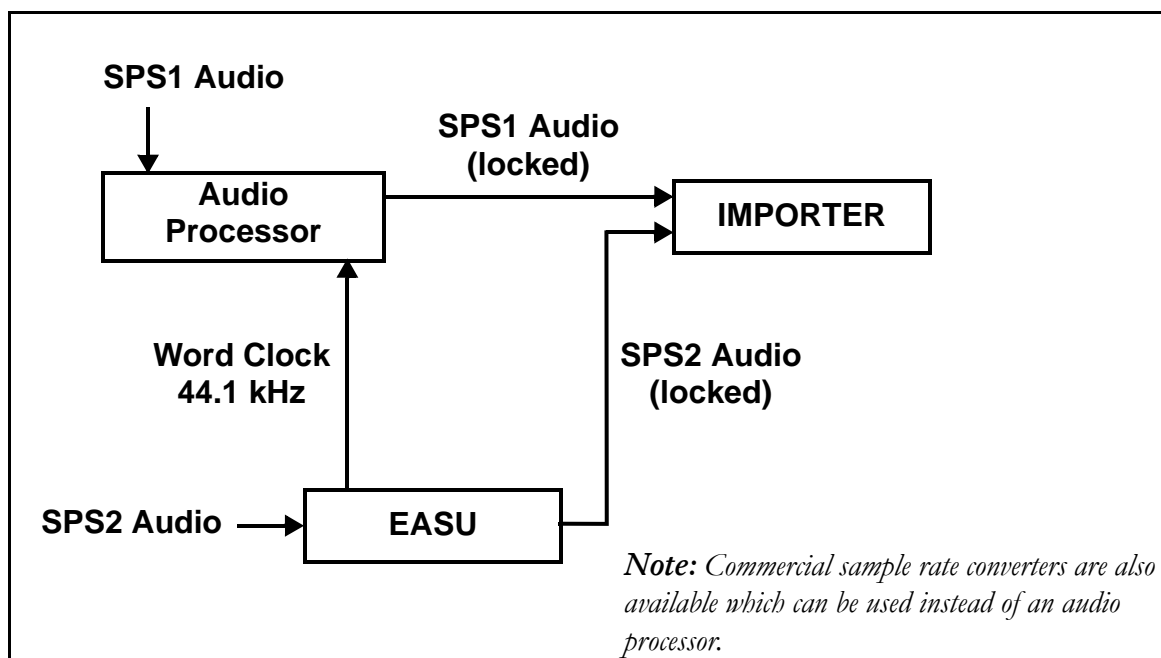 SPS1 Audio
SPS1 Audio
(locked)
Audio
Processor
IMPORTER
Word Clock
44.1 kHz
SPS2 Audio
(locked)
SPS2 Audio
EASU
Note: Commercial sample rate converters are also
available which can be used instead of an audio
processor.